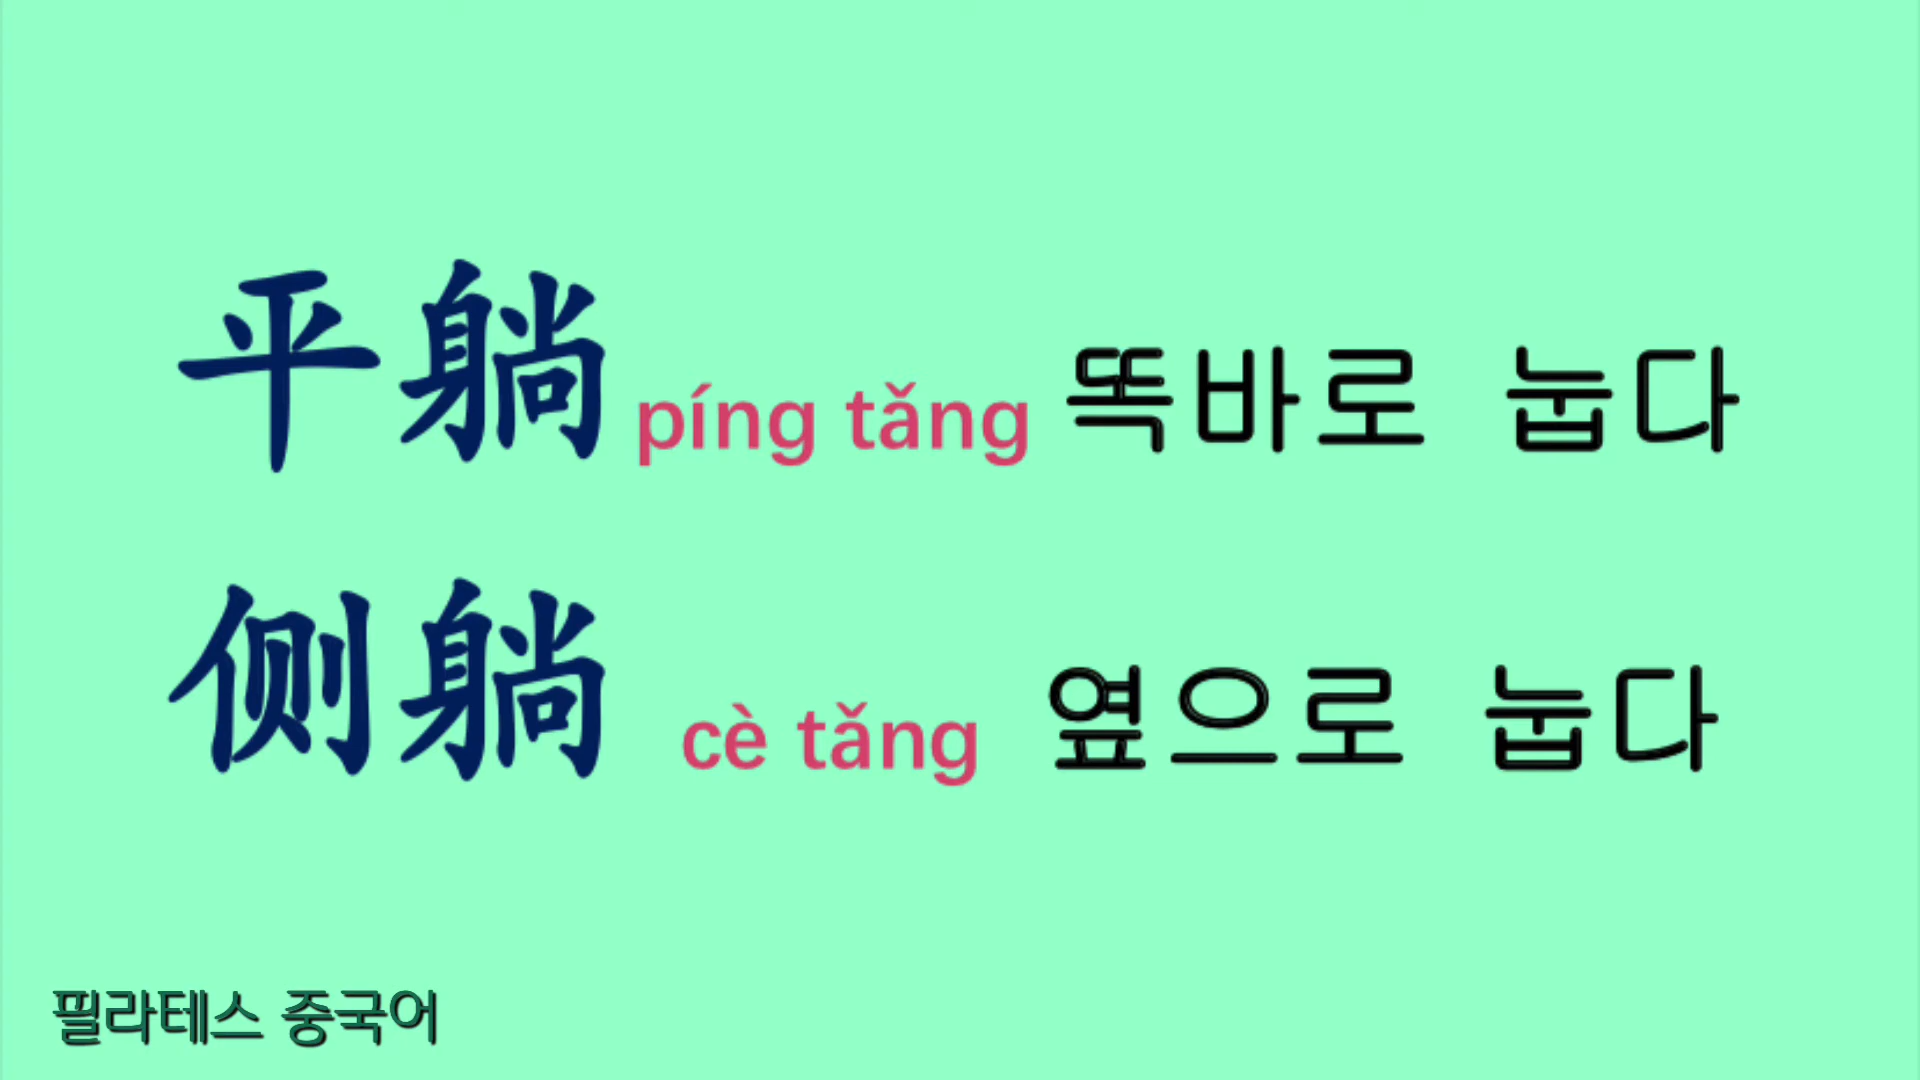 平躺 píng tǎng 똑바로 눕다
侧躺 cè tǎng 옆으로 눕다
필라테스 중국어